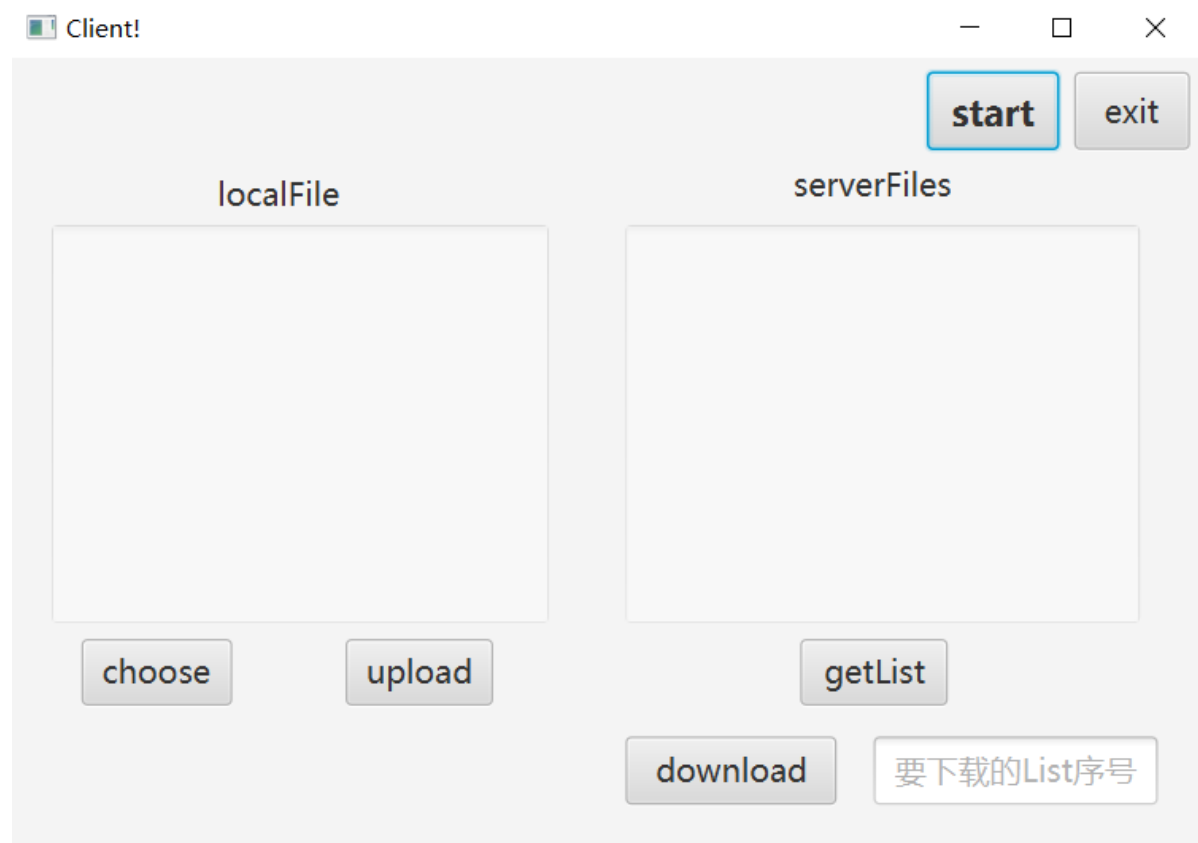 Client!
start
exit
localFile
serverFiles
choose
upload
getList
download
要下载的List序号